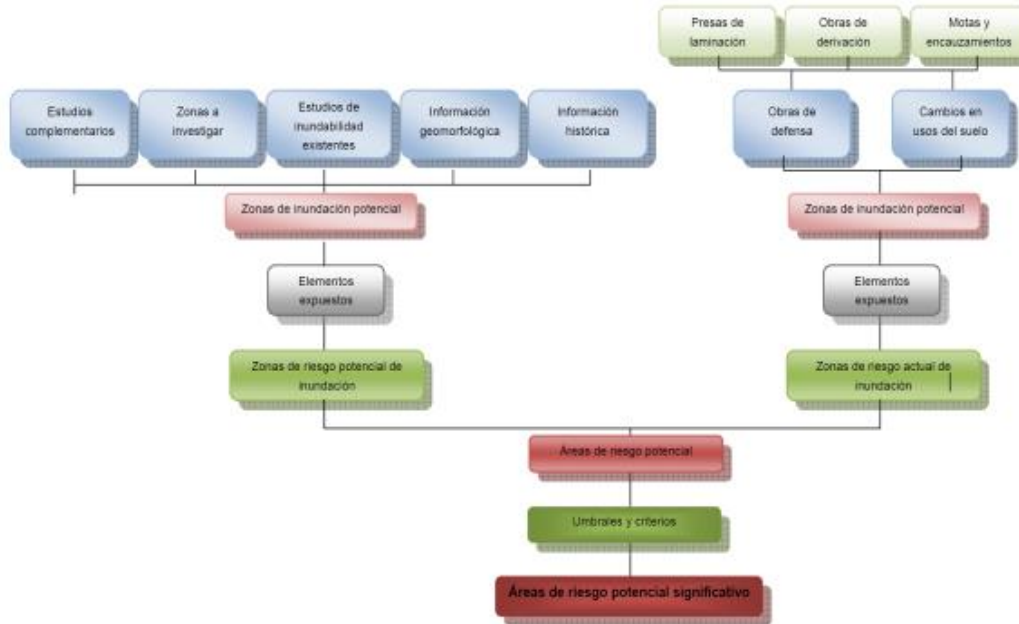 Presas de
laminación
Obras de
derivación
Motas y
encauzamientos
Estudios
complementarios
Zonas a
investigar
Estudios de
inundabilidad
existentes
Información
geomorfológica
Información
histórica
Obras de
defensa
Cambios en
usos del suelo
Zonas de inundación potencial
Zonas de inundación potencial
Elementos
expuestos
Elementos
expuestos
Zonas de riesgo potencial de
inundación
Zonas de riesgo actual de
inundación
Áreas de riesgo potencial
Umbrales y criterios
Áreas de riesgo potencial significativo